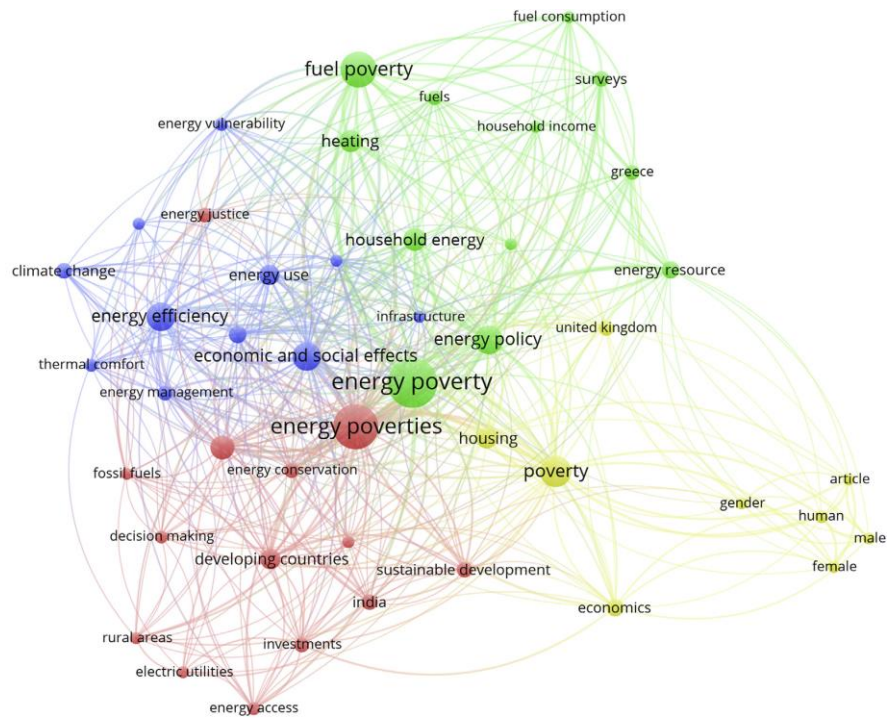 fuel consumption
fuel poverty
surveys
fuels
energy vulnerability
household income
heating
greece
energy justice
household energy
climate change
energy use
energy resource
energy efficiency
infrastructure
united kingdom
energy policy
economic and social effects
thermal comfort
energy poverty
energy management
energy poverties
housing
fossil fuels
energy conservation
poverty
article
gender
human
decision making
male
developing countries
sustainable development
female
india
economics
rural areas
investments
electric utilities
energy access